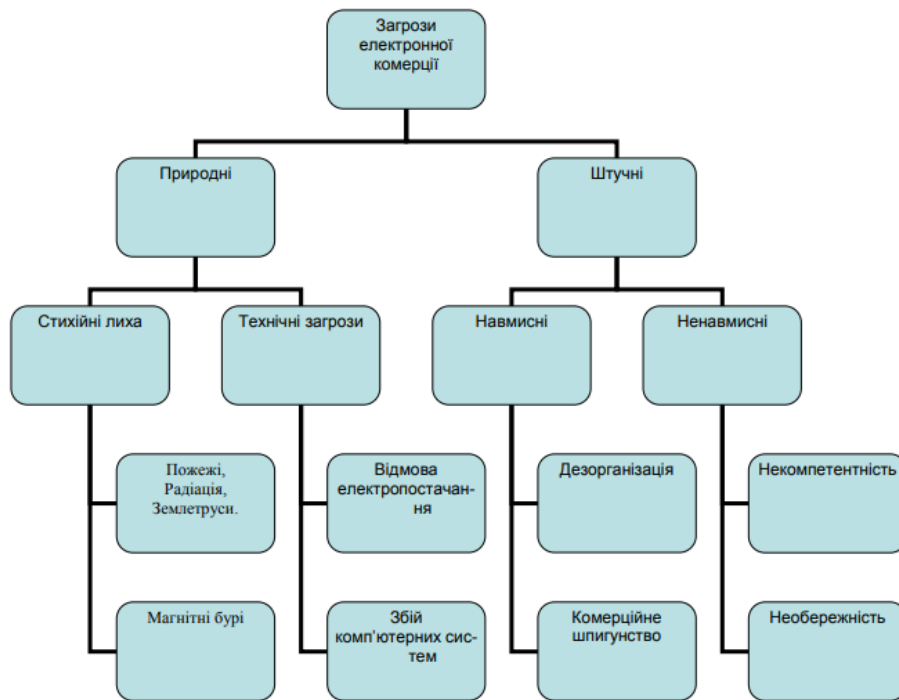 Загрози
електронної
комерції
Природні
Штучні
Стихійні лиха
Технічні загрози
Навмисні
Ненавмисні
Пожежі,
Радіація,
Землетруси.
Відмова
електропостачан-
ня
Дезорганізація
Некомпетентність
Магнітні бурі
Збій
комп'ютерних сис-
тем
Комерційне
шпигунство
Необережність